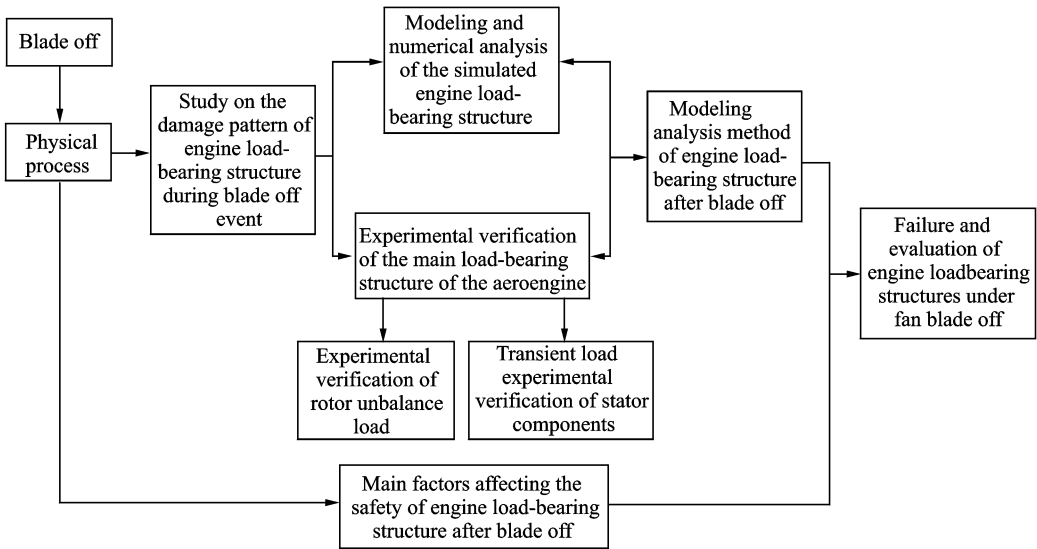 Blade off
Physical
process
Study on the
damage pattern of
engine load-
bearing structure
during blade off
event
Modeling and
numerical analysis
of the simulated
engine load-
bearing structure
Experimental verification
of the main load-bearing
structure of the aeroengine
Experimental
verification of
rotor unbalance
load
Transient load
experimental
verification of stator
components
Modeling
analysis method
of engine load-
bearing structure
after blade off
Main factors affecting the
safety of engine load-bearing
structure after blade off
Failure and
evaluation of
engine loadbearing
structures under
fan blade off